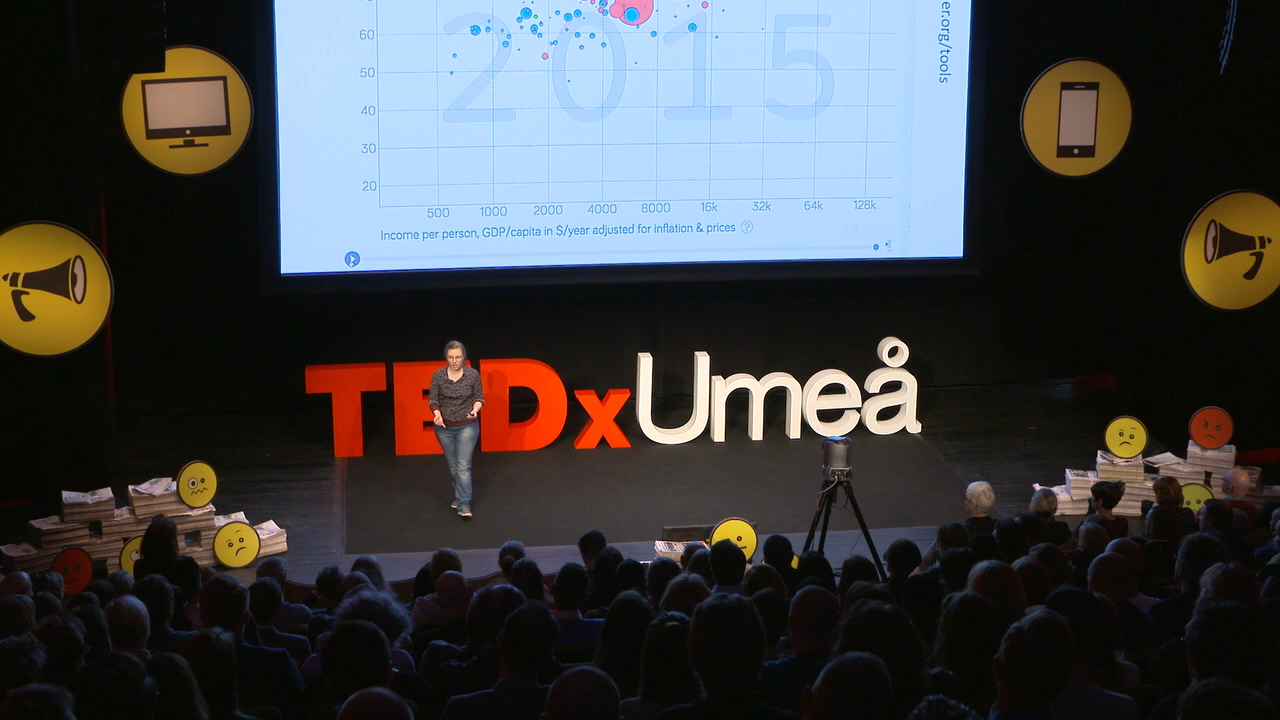 er.org/tools
60
50
40
30
20
2015
500 1000 2000 4000 8000 16k 32k 64k 128k
Income per person, GDP/capita in $/year adjusted for inflation & prices ?
TEDxUmeå